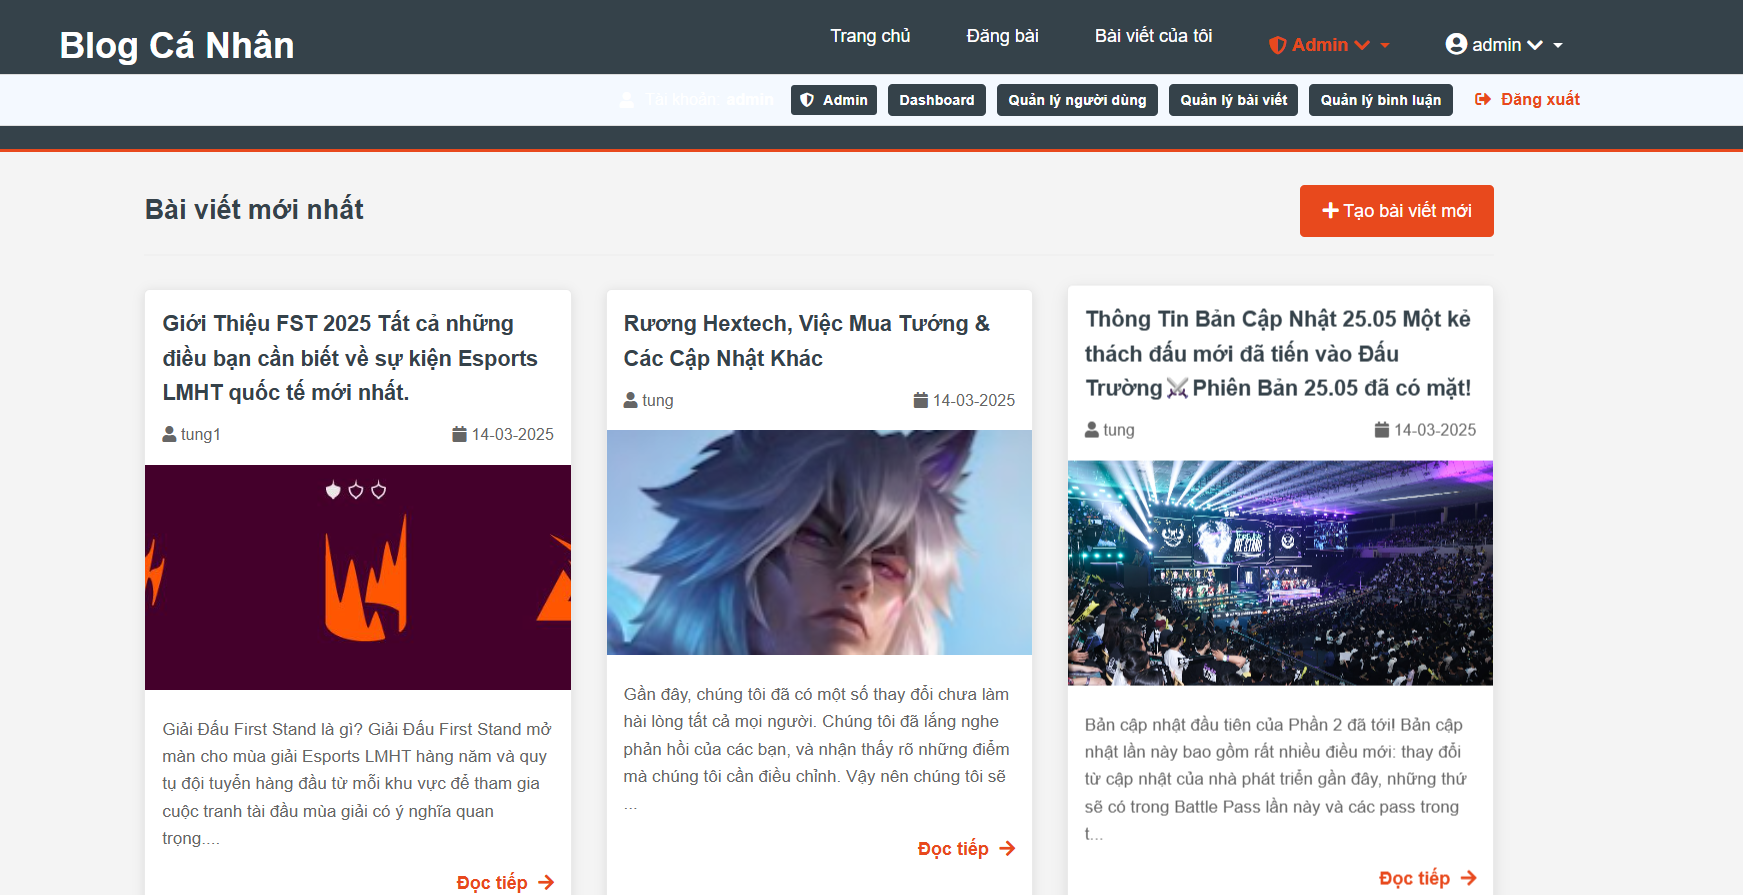 Blog Cá Nhân
Trang chủ
Đăng bài
Bài viết của tôi
Admin
admin
Tài khoản: admin
Admin
Dashboard
Quản lý người dùng
Quản lý bài viết
Quản lý bình luận
Đăng xuất
Bài viết mới nhất
Tạo bài viết mới
Giới Thiệu FST 2025 Tất cả những
điều bạn cần biết về sự kiện Esports
LMHT quốc tế mới nhất.
tung1
14-03-2025
Giải Đấu First Stand là gì? Giải Đấu First Stand mở
màn cho mùa giải Esports LMHT hàng năm và quy
tụ đội tuyển hàng đầu từ mỗi khu vực để tham gia
cuộc tranh tài đầu mùa giải có ý nghĩa quan
trọng....
Đọc tiếp
Rương Hextech, Việc Mua Tướng &
Các Cập Nhật Khác
tung
14-03-2025
Gần đây, chúng tôi đã có một số thay đổi chưa làm
hài lòng tất cả mọi người. Chúng tôi đã lắng nghe
phản hồi của các bạn, và nhận thấy rõ những điểm
mà chúng tôi cần điều chỉnh. Vậy nên chúng tôi sẽ
...
Đọc tiếp
Thông Tin Bản Cập Nhật 25.05 Một kẻ
thách đấu mới đã tiến vào Đấu
Trường⚔️Phiên Bản 25.05 đã có mặt!
tung
14-03-2025
Bản cập nhật đầu tiên của Phần 2 đã tới! Bản cập
nhật lần này bao gồm rất nhiều điều mới: thay đổi
từ cập nhật của nhà phát triển gần đây, những thứ
sẽ có trong Battle Pass lần này và các pass trong
t...
Đọc tiếp